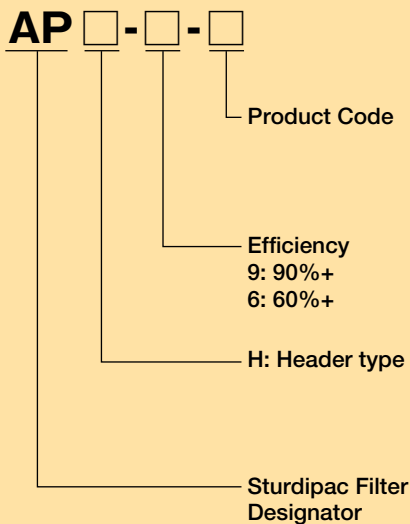 AP □ - □ - □
Product Code
Efficiency
9: 90%+
6: 60%+
H: Header type
Sturdipac Filter
Designator